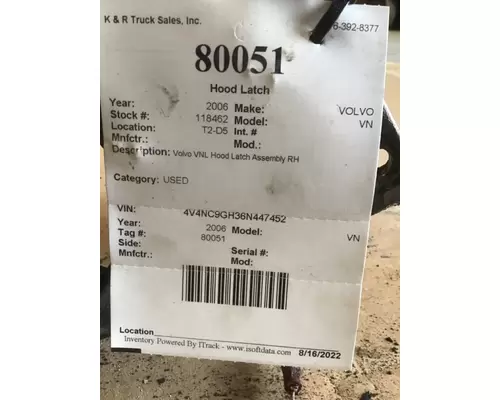 K & R Truck Sales, Inc.
-392-8377
80051
Hood Latch
Year: 2006 Make: VOLVO
Stock #: 118462 Model: VN
Location: T2-D5 Int. #
Mnfctr.: Mod.:
Description: Volvo VNL Hood Latch Assembly RH
Category: USED
VIN: 4V4NC9GH36N447452
Year: 2006 Model: VN
Tag #: 80051
Side: Serial #:
Mnfctr.: Mod:
Location
Inventory Powered By ITrack - www.isoftdata.com 8/16/2022